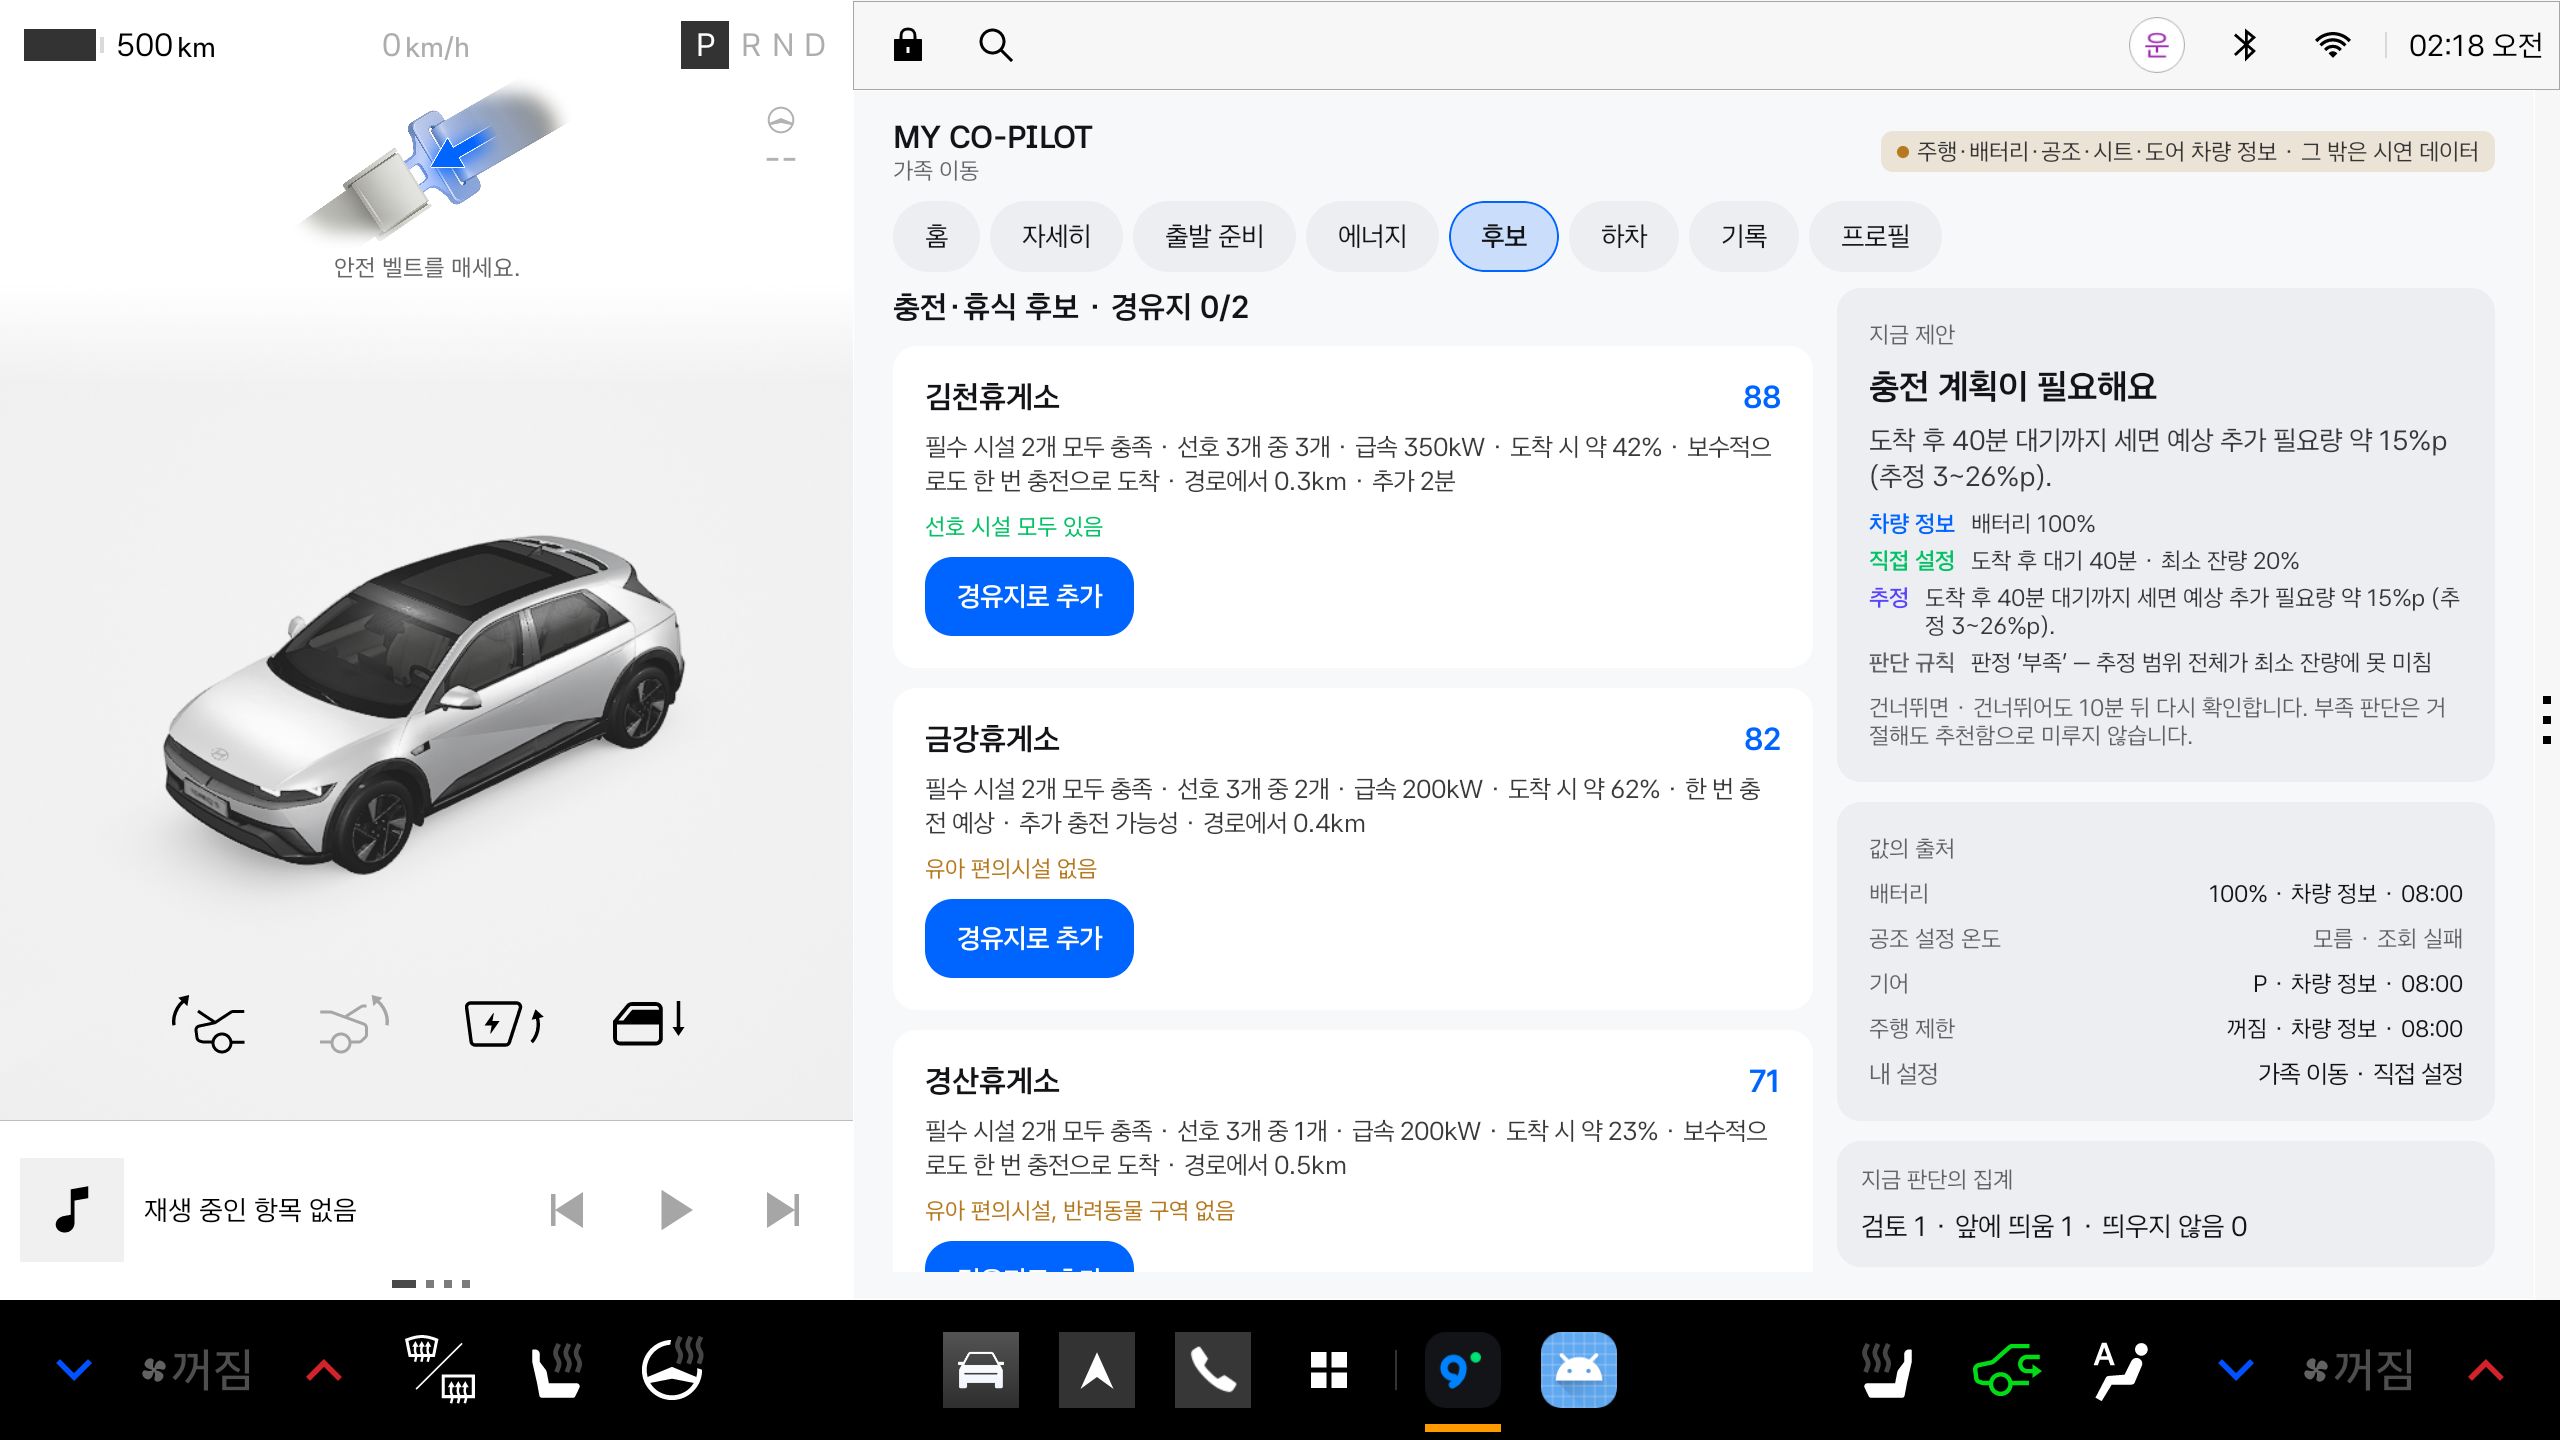 500 km
0 km/h
P R N D
안전 벨트를 매세요.
재생 중인 항목 없음
운
02:18 오전
MY CO-PILOT
가족 이동
주행·배터리·공조·시트·도어 차량 정보 · 그 밖은 시연 데이터
홈
자세히
출발 준비
에너지
후보
하차
기록
프로필
충전·휴식 후보 · 경유지 0/2
김천휴게소
88
필수 시설 2개 모두 충족 · 선호 3개 중 3개 · 급속 350kW · 도착 시 약 42% · 보수적으
로도 한 번 충전으로 도착 · 경로에서 0.3km · 추가 2분
선호 시설 모두 있음
경유지로 추가
금강휴게소
82
필수 시설 2개 모두 충족 · 선호 3개 중 2개 · 급속 200kW · 도착 시 약 62% · 한 번 충
전 예상 · 추가 충전 가능성 · 경로에서 0.4km
유아 편의시설 없음
경유지로 추가
경산휴게소
71
필수 시설 2개 모두 충족 · 선호 3개 중 1개 · 급속 200kW · 도착 시 약 23% · 보수적으
로도 한 번 충전으로 도착 · 경로에서 0.5km
유아 편의시설, 반려동물 구역 없음
지금 제안
충전 계획이 필요해요
도착 후 40분 대기까지 세면 예상 추가 필요량 약 15%p
(추정 3~26%p).
차량 정보 배터리 100%
직접 설정 도착 후 대기 40분 · 최소 잔량 20%
추정 도착 후 40분 대기까지 세면 예상 추가 필요량 약 15%p (추
정 3~26%p).
판단 규칙 판정 '부족' — 추정 범위 전체가 최소 잔량에 못 미침
건너뛰면 · 건너뛰어도 10분 뒤 다시 확인합니다. 부족 판단은 거
절해도 추천함으로 미루지 않습니다.
값의 출처
배터리 100% · 차량 정보 · 08:00
공조 설정 온도 모름 · 조회 실패
기어 P · 차량 정보 · 08:00
주행 제한 꺼짐 · 차량 정보 · 08:00
내 설정 가족 이동 · 직접 설정
지금 판단의 집계
검토 1 · 앞에 띄움 1 · 띄우지 않음 0
꺼짐
A
꺼짐